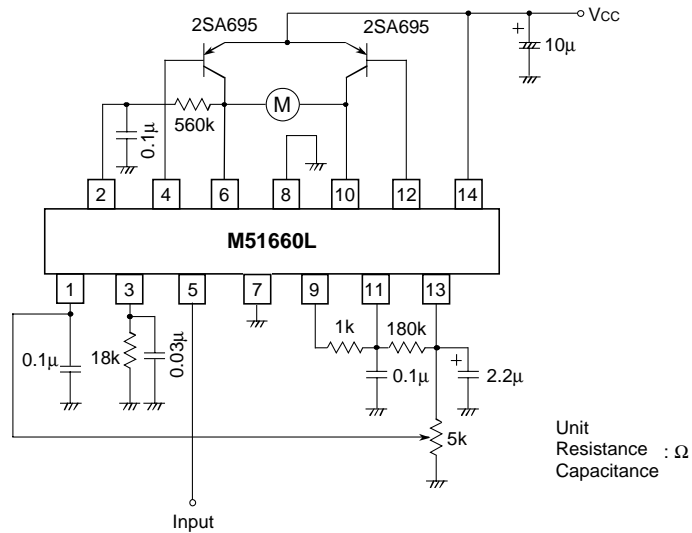 2SA695
2SA695
VCC
+
10μ
M
560k
0.1μ
2
4
6
8
10
12
14
M51660L
1
3
5
7
9
11
13
1k
180k
0.1μ
18k
0.03μ
0.1μ
+
2.2μ
5k
Input
Unit
Resistance : Ω
Capacitance